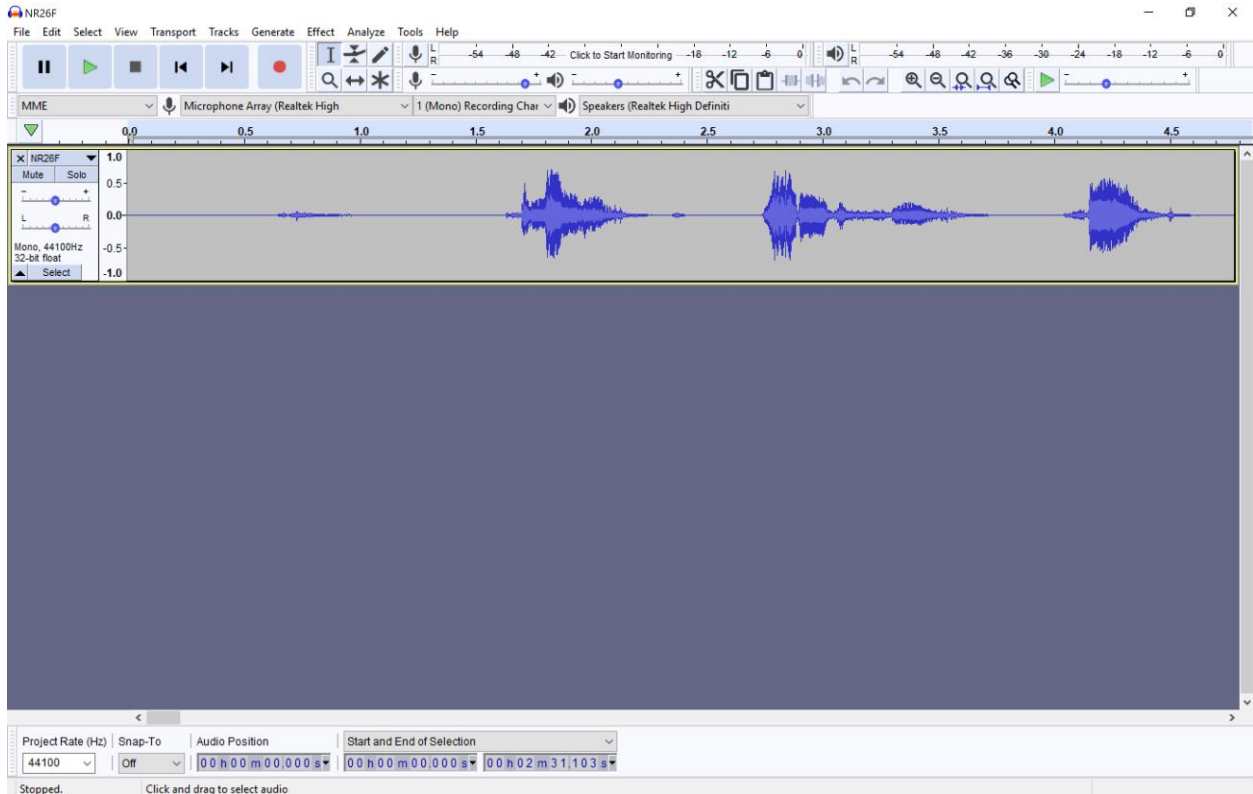 NR26F
File Edit Select View Transport Tracks Generate Effect Analyze Tools Help
L R -54 -48 -42 Click to Start Monitoring -18 -12 -6 0 L R -54 -48 -42 -36 -30 -24 -18 -12 -6 0
- + - + - +
MME Microphone Array (Realtek High 1 (Mono) Recording Char Speakers (Realtek High Definiti
0.0 0.5 1.0 1.5 2.0 2.5 3.0 3.5 4.0 4.5
X NR26F 1.0
Mute Solo
- + 0.5
L R 0.0
Mono, 44100Hz -0.5
32-bit float
Select -1.0
Project Rate (Hz) Snap-To Audio Position Start and End of Selection
44100 Off 00 h 00 m 00.000 s 00 h 00 m 00.000 s 00 h 02 m 31.103 s
Stopped. Click and drag to select audio